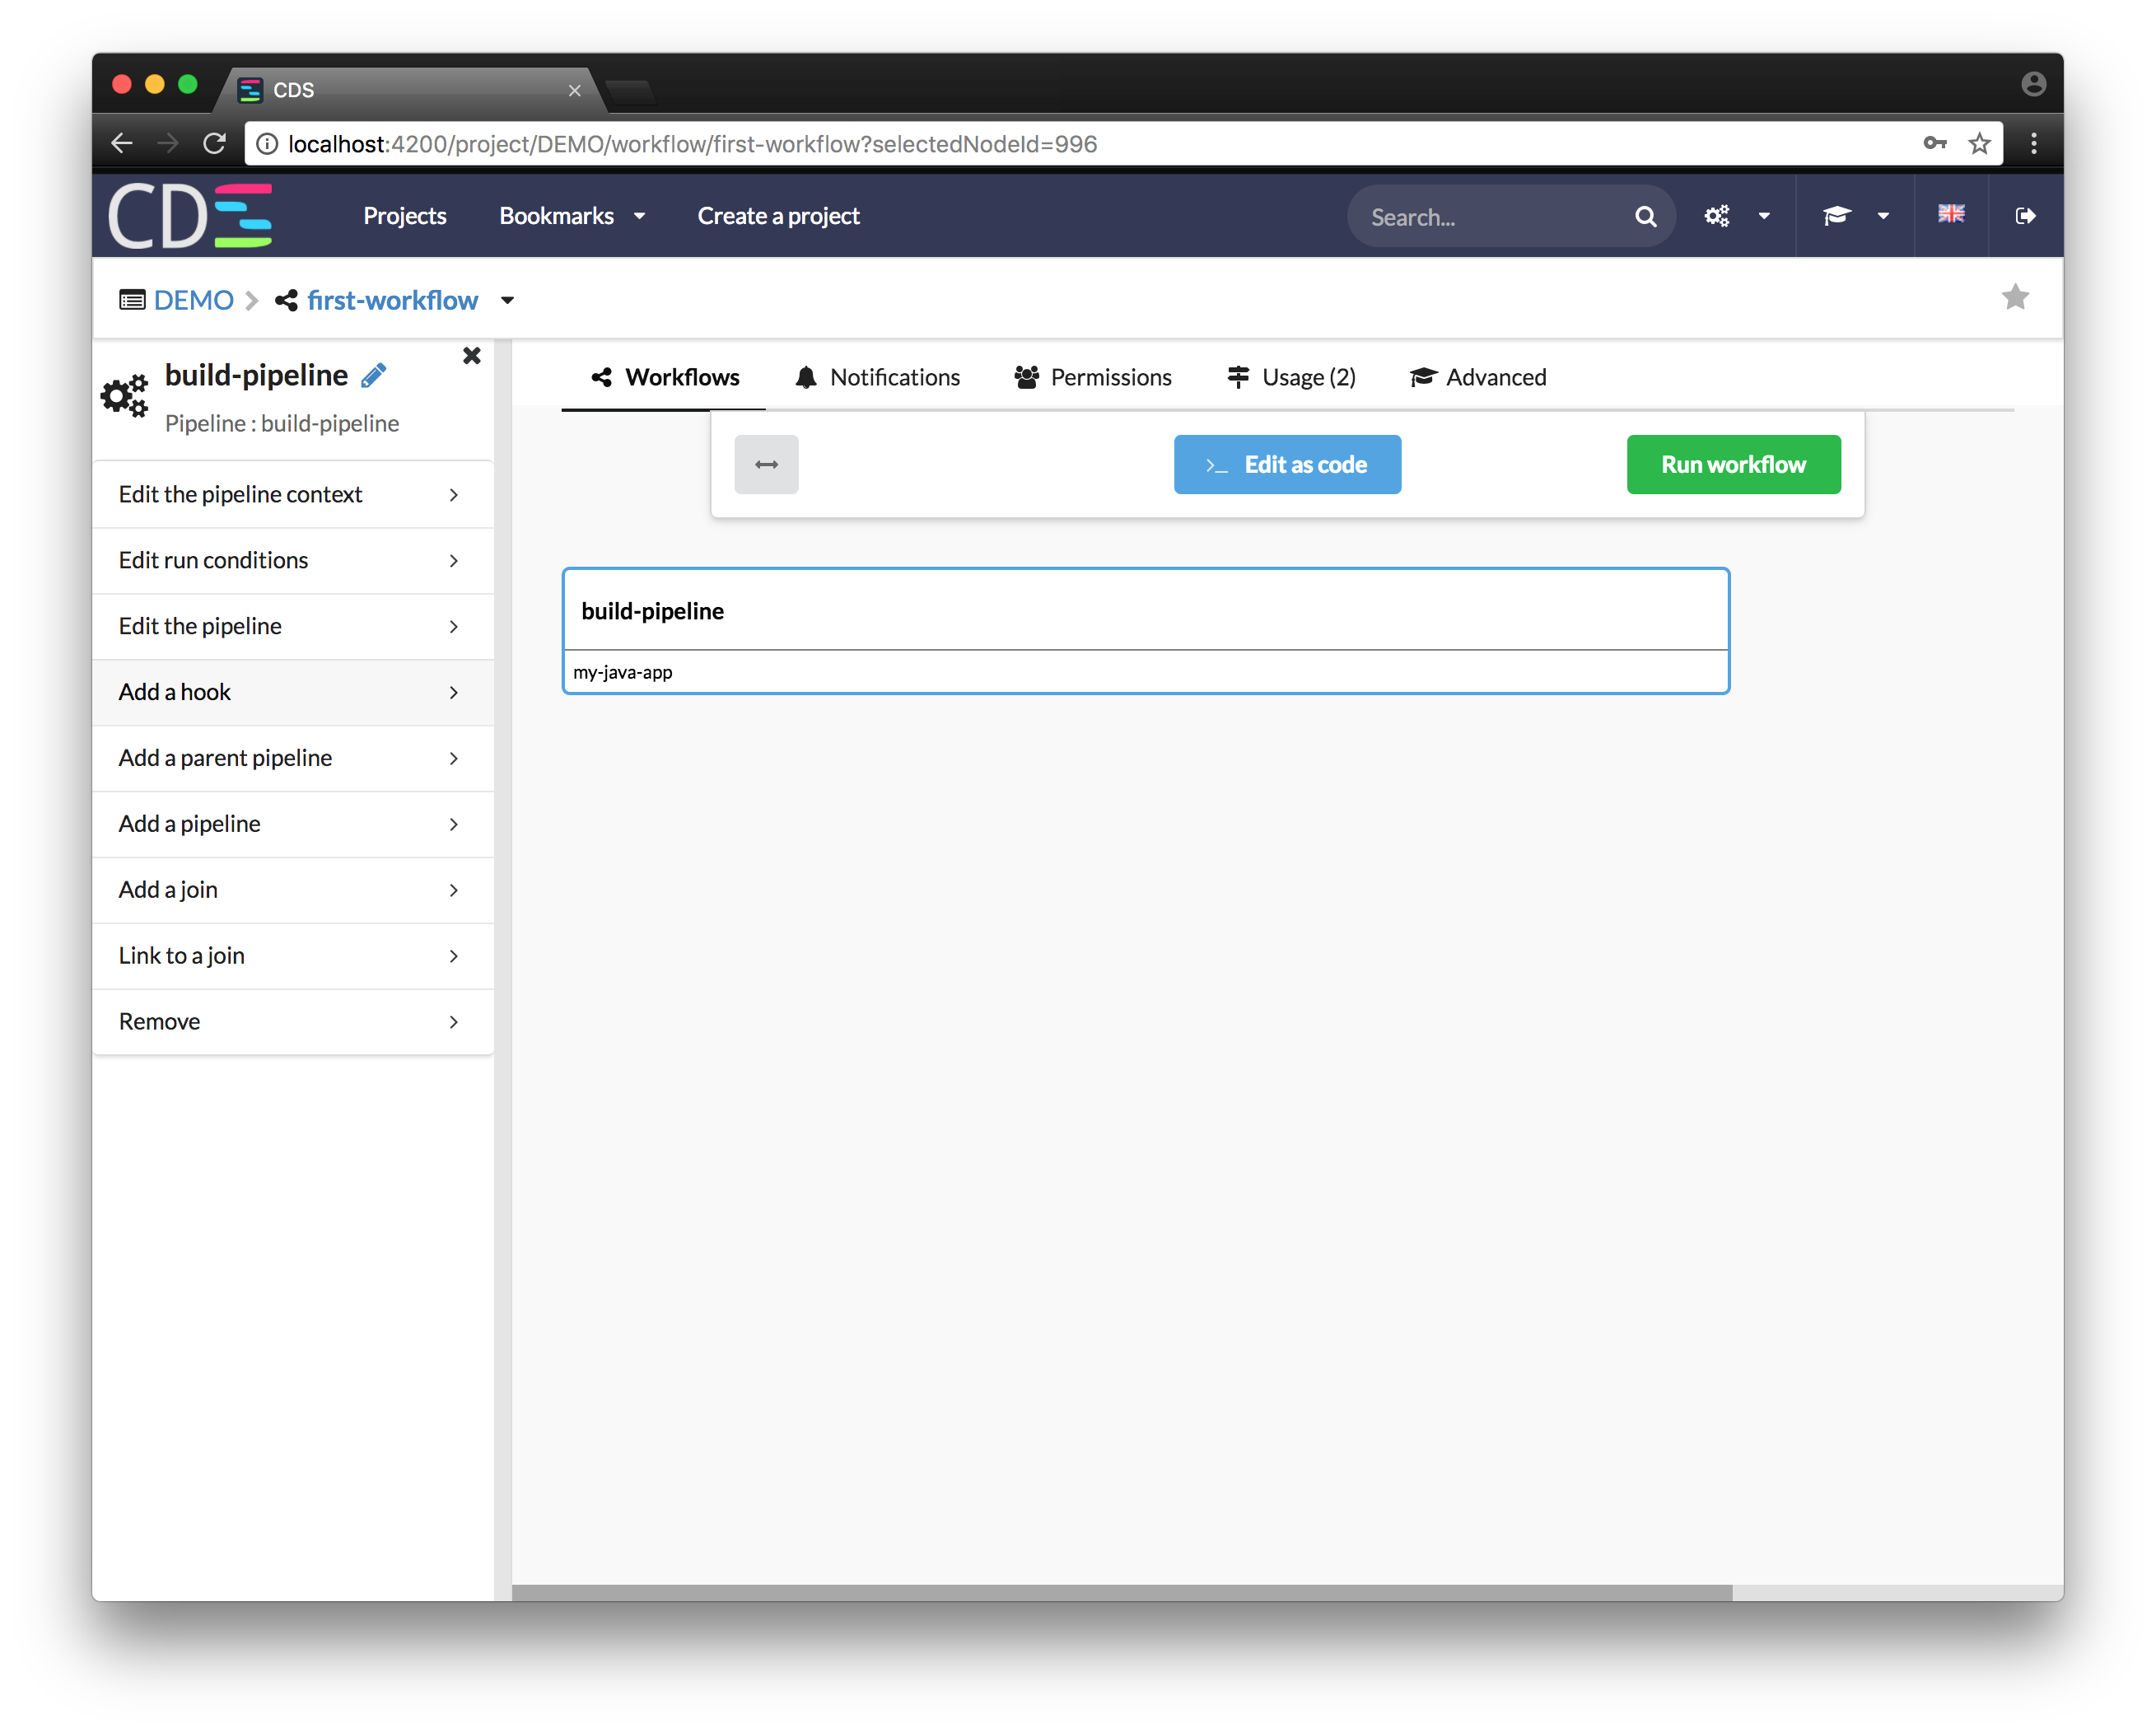 CDS
localhost:4200/project/DEMO/workflow/first-workflow?selectedNodeId=996
CDS Projects Bookmarks Create a project Search...
DEMO first-workflow
build-pipeline
Pipeline : build-pipeline
Edit the pipeline context
Edit run conditions
Edit the pipeline
Add a hook
Add a parent pipeline
Add a pipeline
Add a join
Link to a join
Remove
Workflows Notifications Permissions Usage (2) Advanced
>_ Edit as code Run workflow
build-pipeline
my-java-app